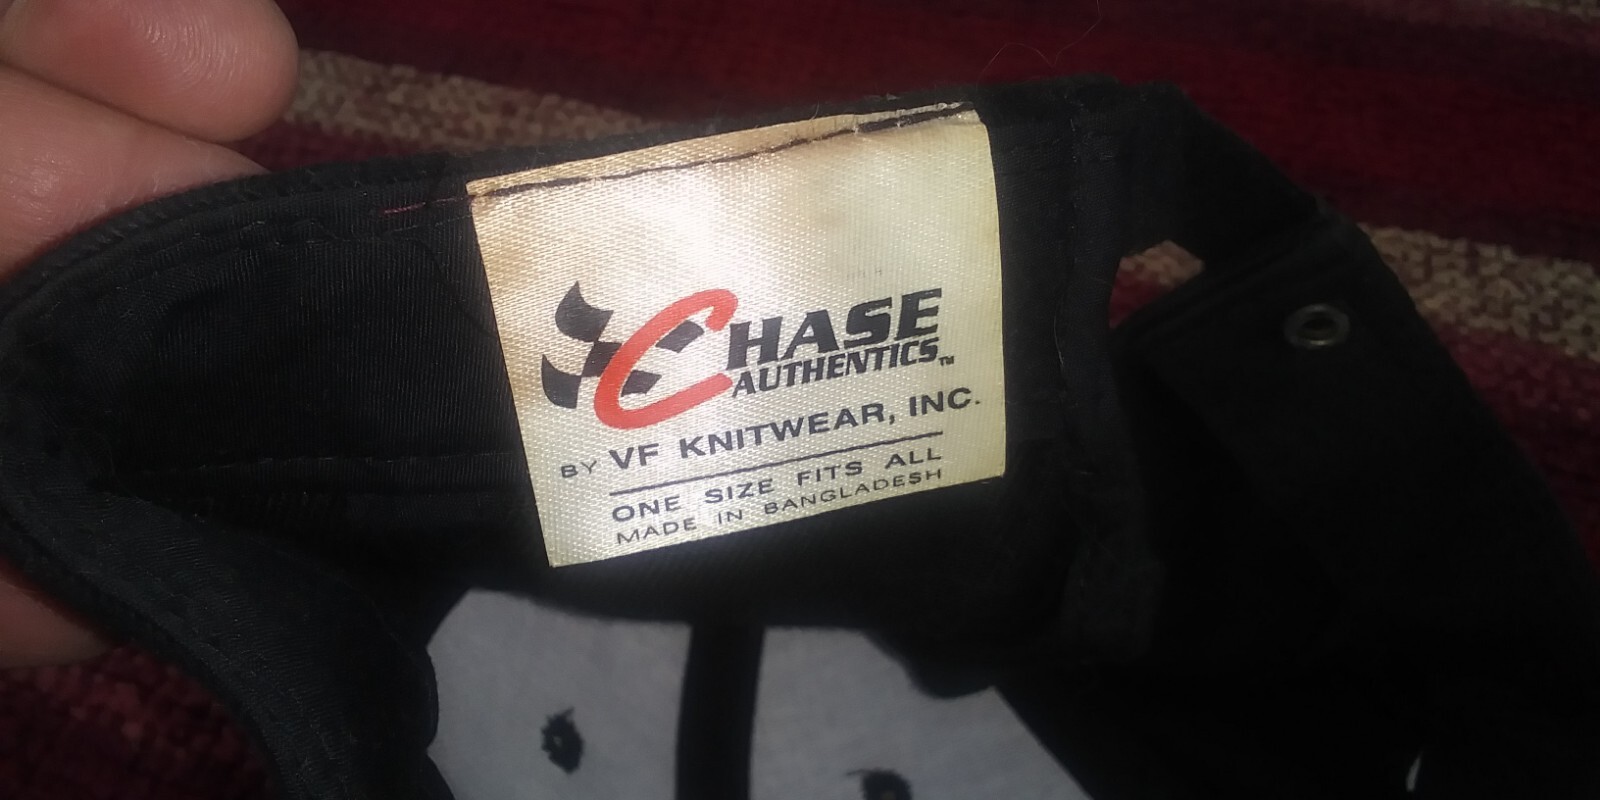 CHASE
AUTHENTICS™
BY VF KNITWEAR, INC.
ONE SIZE FITS ALL
MADE IN BANGLADESH